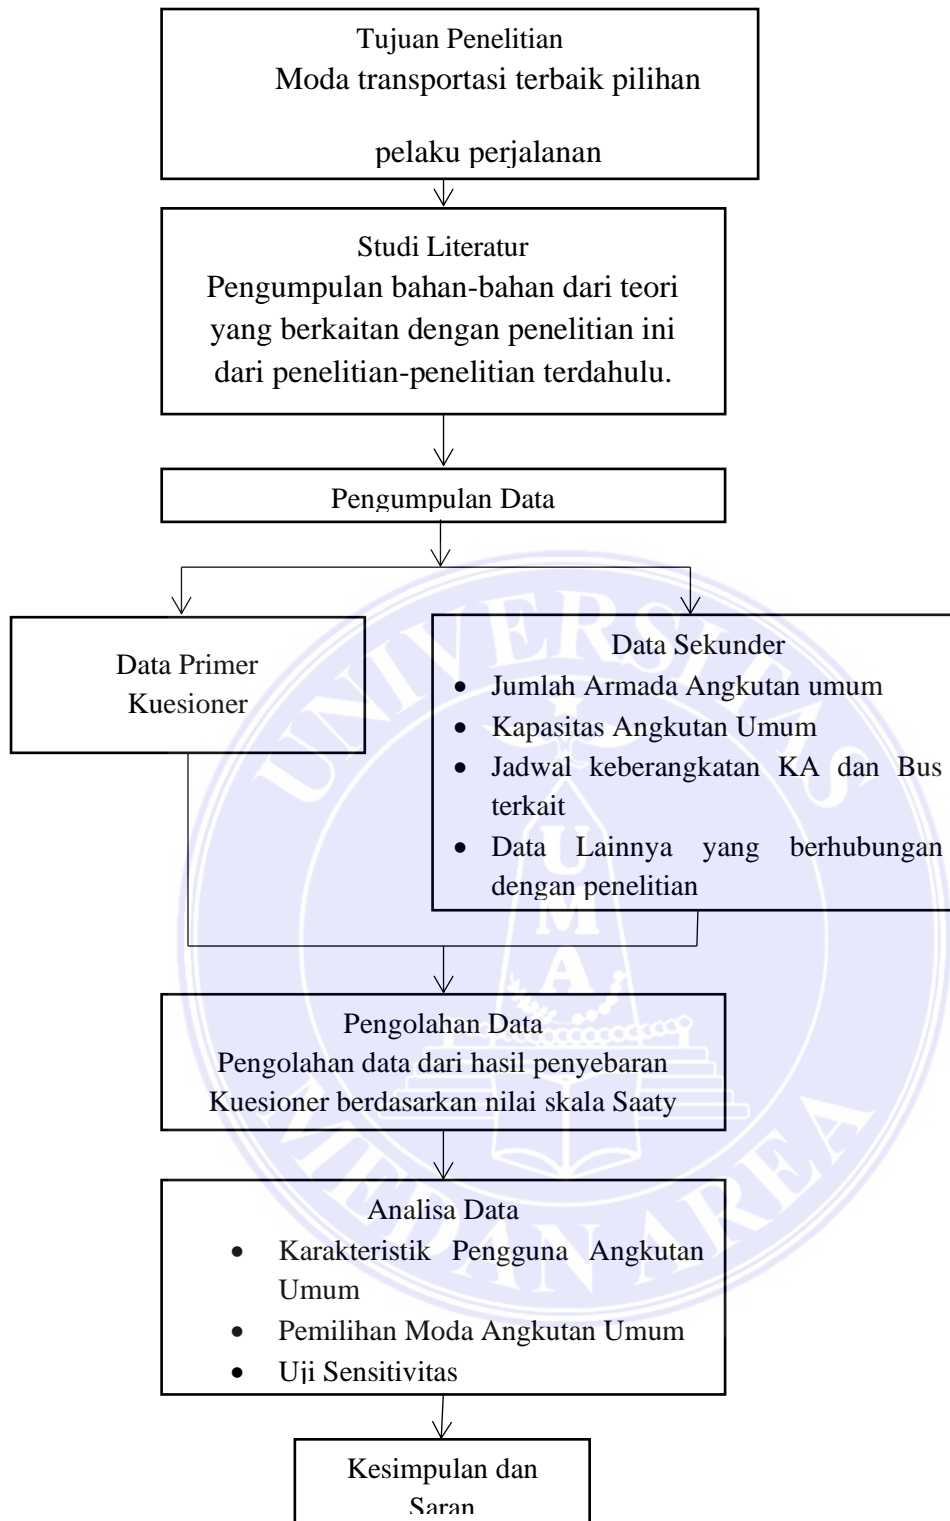 Tujuan Penelitian
Moda transportasi terbaik pilihan
pelaku perjalanan
Studi Literatur
Pengumpulan bahan-bahan dari teori
yang berkaitan dengan penelitian ini
dari penelitian-penelitian terdahulu.
Pengumpulan Data
Data Primer
Kuesioner
Data Sekunder
• Jumlah Armada Angkutan umum
• Kapasitas Angkutan Umum
• Jadwal keberangkatan KA dan Bus
terkait
• Data Lainnya yang berhubungan
dengan penelitian
UNIVERSITAS
UMA
MEDAN AREA
Pengolahan Data
Pengolahan data dari hasil penyebaran
Kuesioner berdasarkan nilai skala Saaty
Analisa Data
• Karakteristik Pengguna Angkutan
Umum
• Pemilihan Moda Angkutan Umum
• Uji Sensitivitas
Kesimpulan dan
Saran